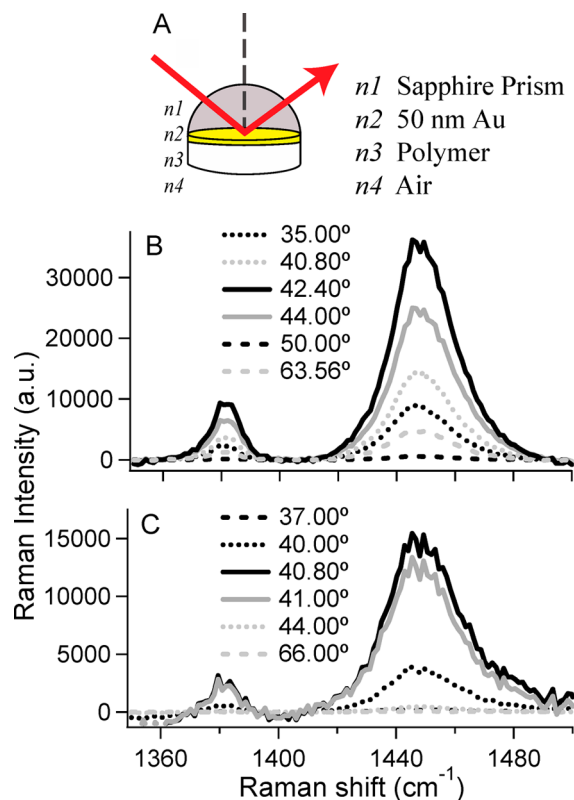 A
n1
n2
n3
n4
n1 Sapphire Prism
n2 50 nm Au
n3 Polymer
n4 Air
B
35.00º
40.80º
42.40º
44.00º
50.00º
63.56º
30000
20000
10000
0
C
37.00º
40.00º
40.80º
41.00º
44.00º
66.00º
15000
10000
5000
0
Raman Intensity (a.u.)
1360
1400
1440
1480
Raman shift (cm⁻¹)